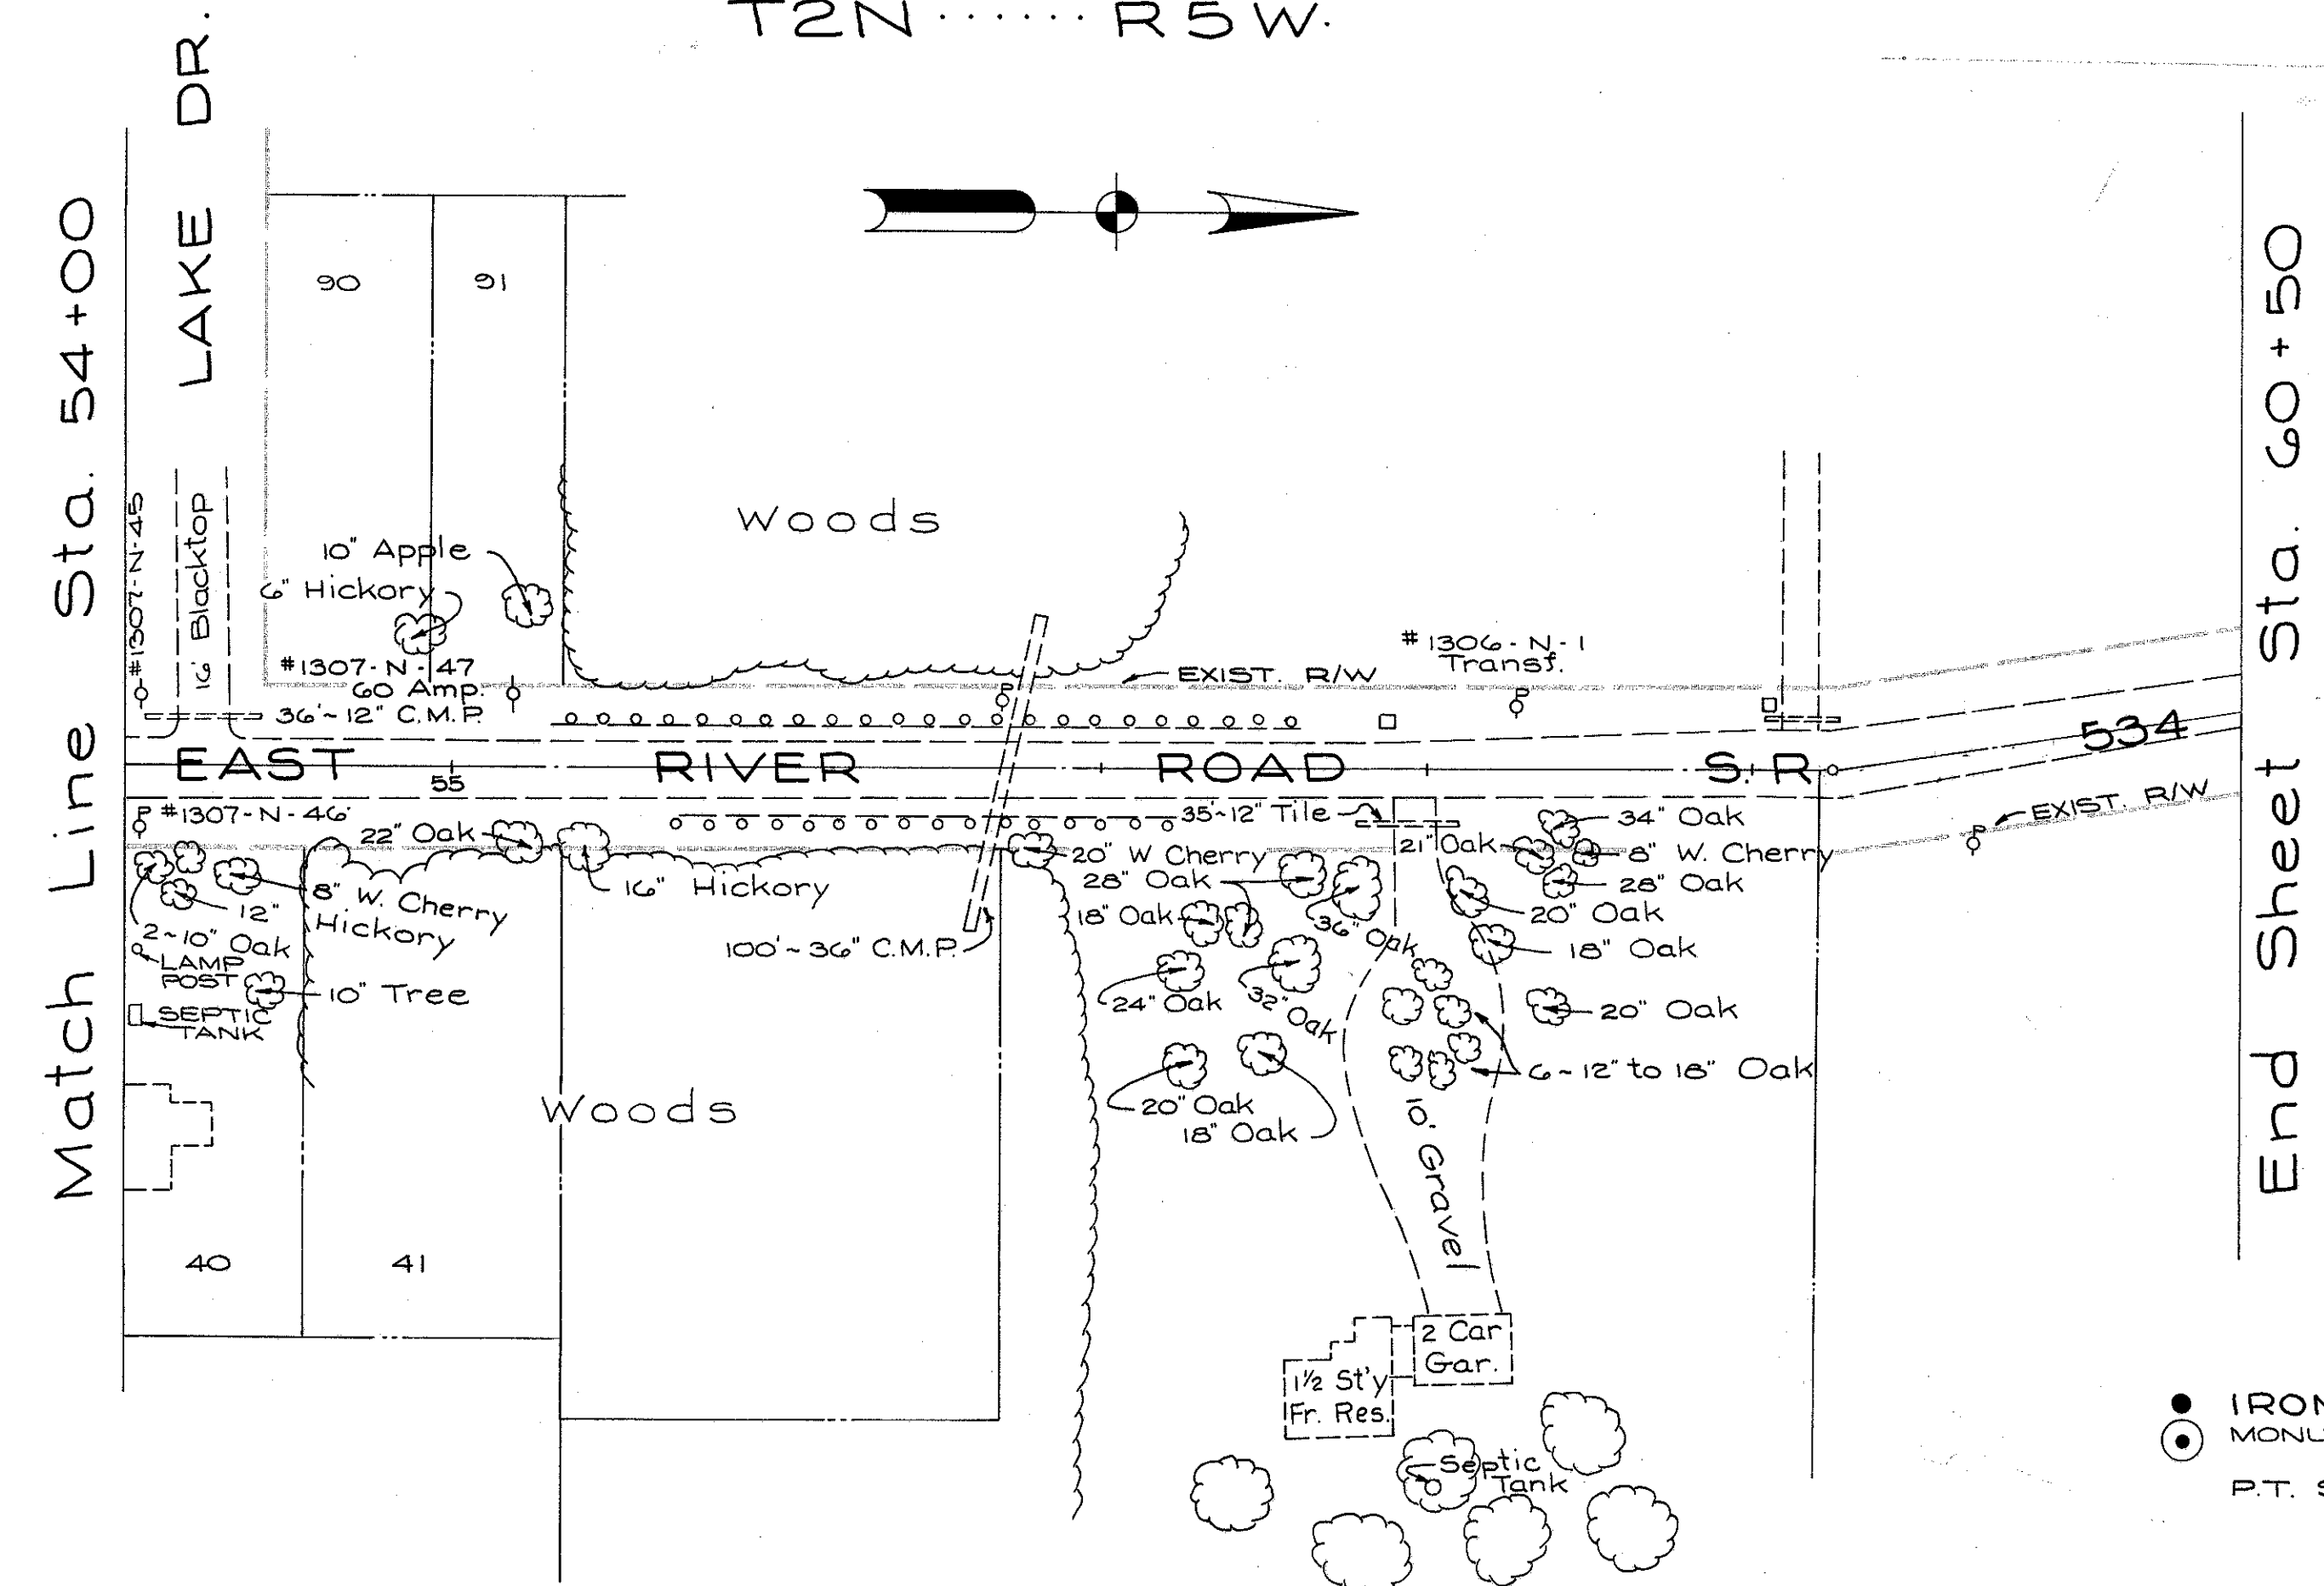 T2N ...... R5W.
LAKE DR.
Match Line Sta. 54+00
End Sheet Sta. 60+50
90
91
Woods
#1307-N-45
16' Blacktop
10" Apple
6" Hickory
#1307-N-47
60 Amp.
36'~12" C.M.P.
EXIST. R/W
#1306-N-1
Transf.
EAST RIVER ROAD S.R. 534
55
P #1307-N-46
22" Oak
35'~12" Tile
34" Oak
EXIST. R/W
20" W Cherry
21" Oak
8" W. Cherry
28" Oak
28" Oak
16" Hickory
8" W. Cherry
12"
Hickory
18" Oak
36" Oak
20" Oak
18" Oak
2~10" Oak
LAMP
POST
100'~36" C.M.P.
10" Tree
24" Oak
32" Oak
20" Oak
SEPTIC
TANK
6~12" to 18" Oak
Woods
20" Oak
18" Oak
10' Gravel
40
41
2 Car
Gar.
1½ St'y
Fr. Res.
Septic
Tank
IRON
P.T.